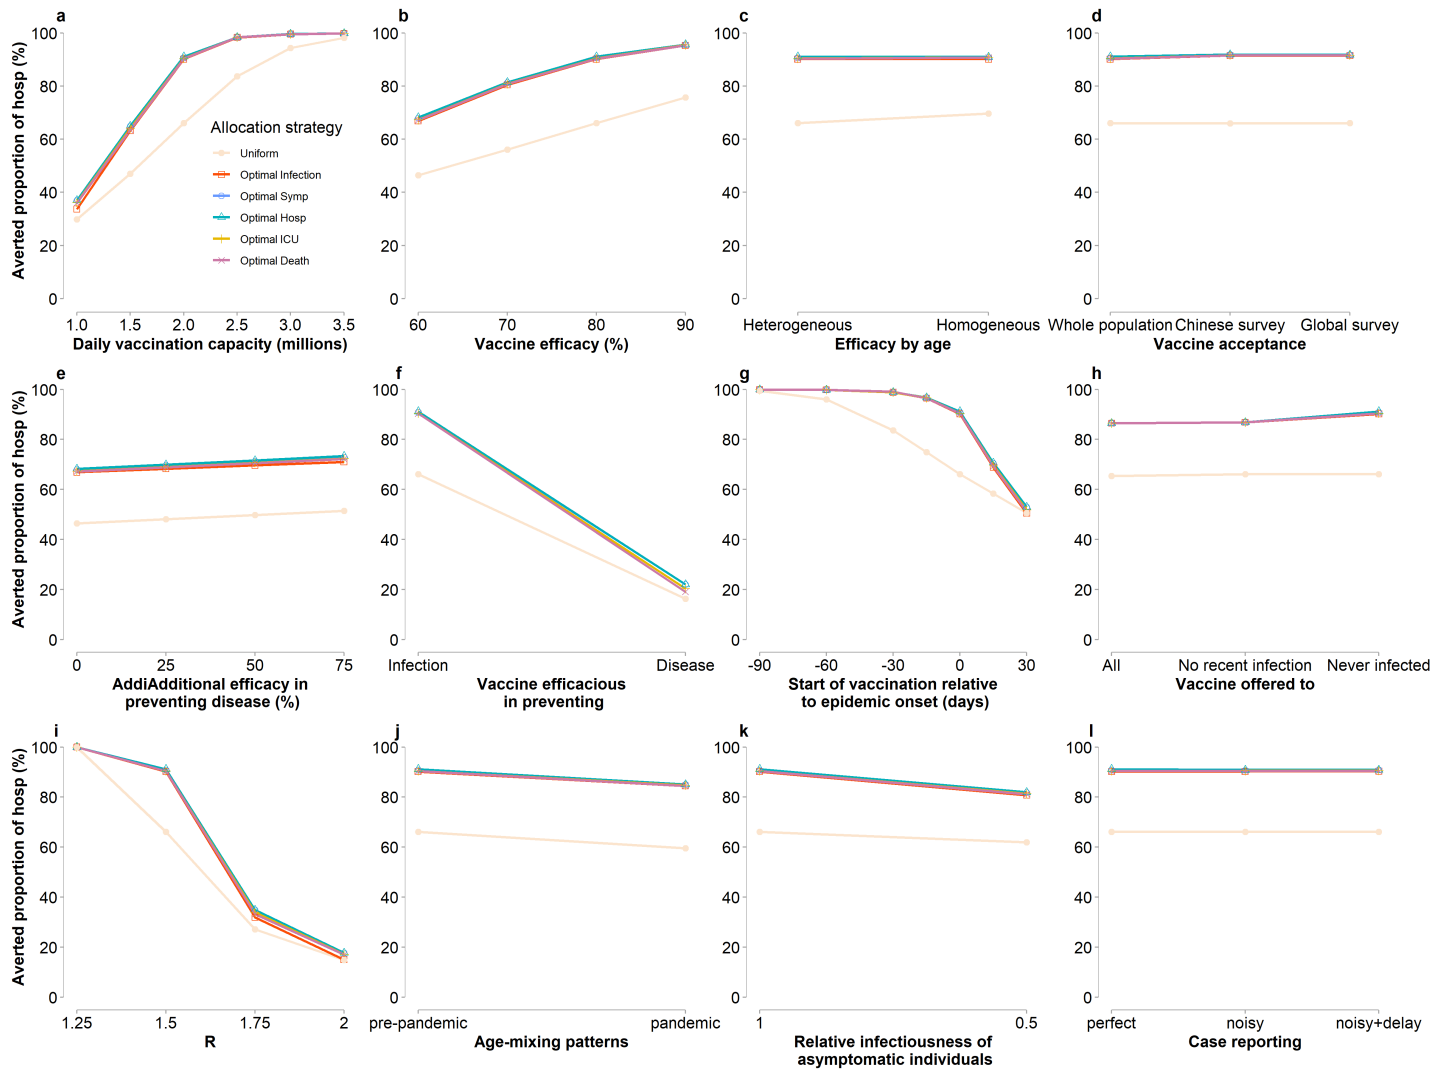 a
b
c
d
Averted proportion of hosp (%)
100
80
60
40
20
0
1.0 1.5 2.0 2.5 3.0 3.5
Daily vaccination capacity (millions)
Allocation strategy
Uniform
Optimal Infection
Optimal Symp
Optimal Hosp
Optimal ICU
Optimal Death
100
80
60
40
20
0
60 70 80 90
Vaccine efficacy (%)
100
80
60
40
20
0
Heterogeneous Homogeneous
Efficacy by age
100
80
60
40
20
0
Whole population Chinese survey Global survey
Vaccine acceptance
e
f
g
h
Averted proportion of hosp (%)
100
80
60
40
20
0
0 25 50 75
AddiAdditional efficacy in
preventing disease (%)
100
80
60
40
20
0
Infection Disease
Vaccine efficacious
in preventing
100
80
60
40
20
0
-90 -60 -30 0 30
Start of vaccination relative
to epidemic onset (days)
100
80
60
40
20
0
All No recent infection Never infected
Vaccine offered to
i
j
k
l
Averted proportion of hosp (%)
100
80
60
40
20
0
1.25 1.5 1.75 2
R
100
80
60
40
20
0
pre-pandemic pandemic
Age-mixing patterns
100
80
60
40
20
0
1 0.5
Relative infectiousness of
asymptomatic individuals
100
80
60
40
20
0
perfect noisy noisy+delay
Case reporting